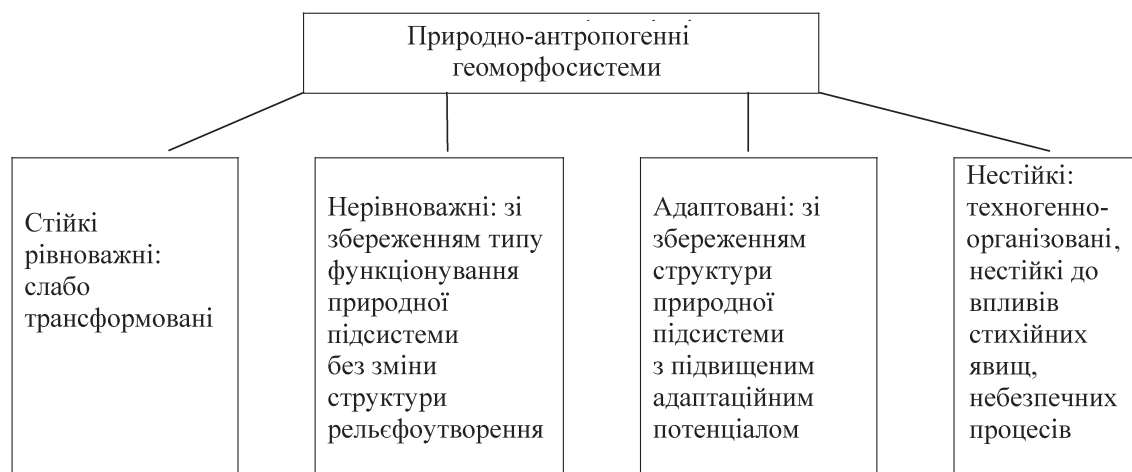 Природно-антропогенні
геоморфосистеми
Стійкі
рівноважні:
слабо
трансформовані
Нерівноважні: зі
збереженням типу
функціонування
природної
підсистеми
без зміни
структури
рельєфоутворення
Адаптовані: зі
збереженням
структури
природної
підсистеми
з підвищеним
адаптаційним
потенціалом
Нестійкі:
техногенно-
організовані,
нестійкі до
впливів
стихійних
явищ,
небезпечних
процесів